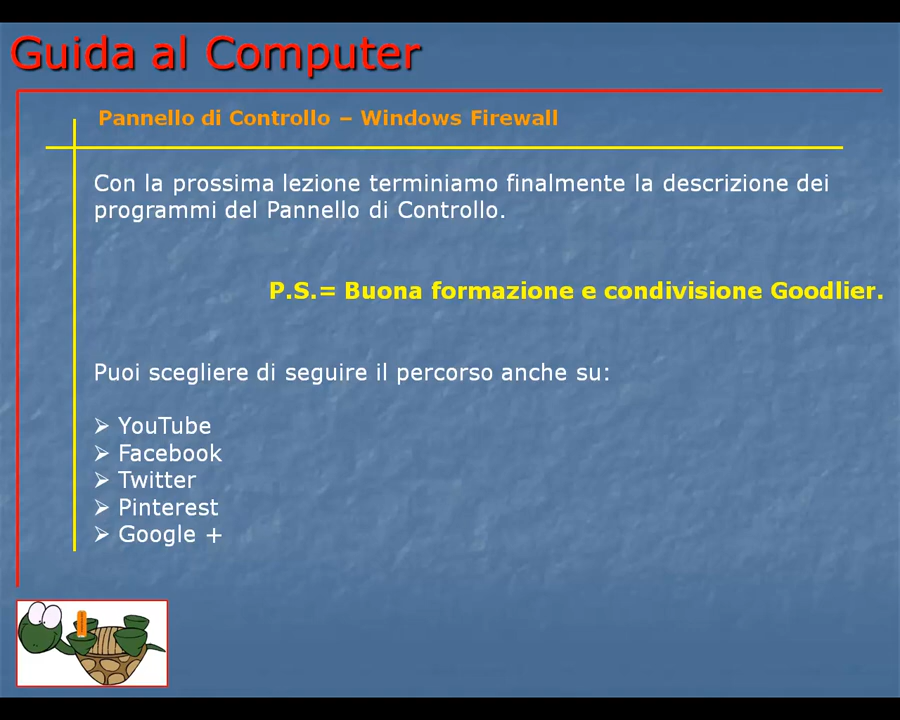 Guida al Computer
Pannello di Controllo – Windows Firewall
Con la prossima lezione terminiamo finalmente la descrizione dei
programmi del Pannello di Controllo.
P.S.= Buona formazione e condivisione Goodlier.
Puoi scegliere di seguire il percorso anche su:
➢ YouTube
➢ Facebook
➢ Twitter
➢ Pinterest
➢ Google +